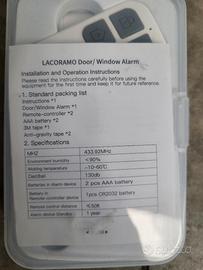 LACORAMO Door/ Window Alarm
Installation and Operation Instructions
Please read the instructions carefully before using the
equipment for the first time and keep it for future reference.
1. Standard packing list
Instructions *1
Door/Window Alarm *1
Remote-controller *2
AAA battery *2
3M tape *1
Anti-gravity tape *1
2. Specifications
MHZ 433.92MHz
Environment humidity ≤90%
Melting temperature -10~60℃
Decibel 130db
Batteries in Alarm device 2 pcs AAA battery
Battery in Remote-controller device 1pcs CR2032 battery
Remote control distance
Alarm device Standby 1 year